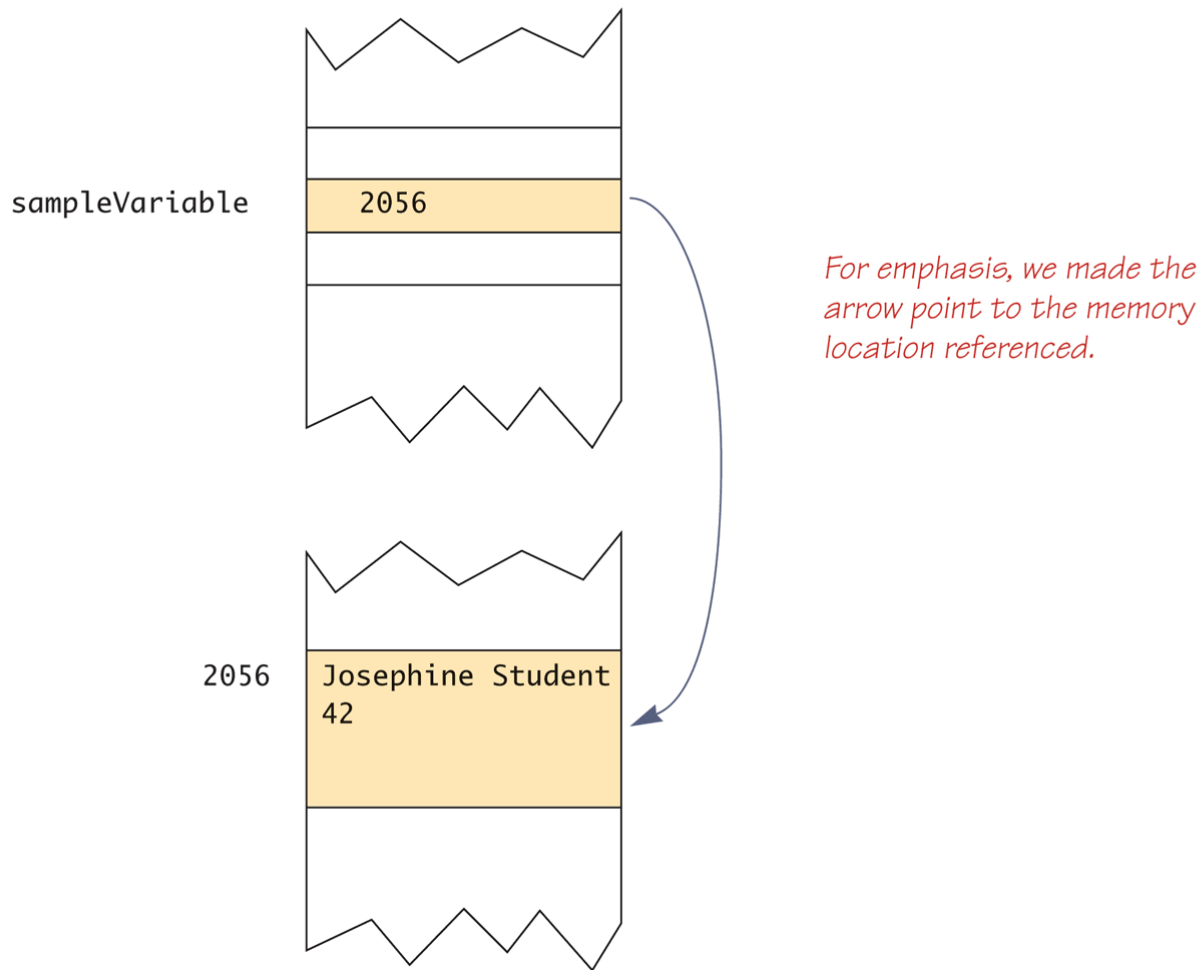 sampleVariable 2056
For emphasis, we made the
arrow point to the memory
location referenced.
2056 Josephine Student
42